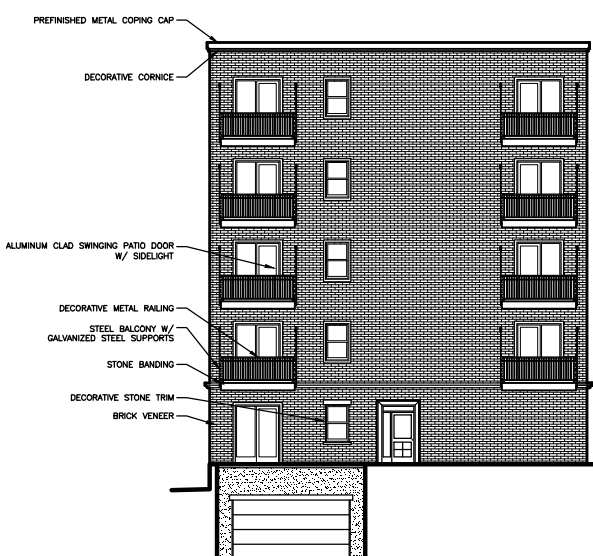 PREFINISHED METAL COPING CAP
DECORATIVE CORNICE
ALUMINUM CLAD SWINGING PATIO DOOR
W/ SIDELIGHT
DECORATIVE METAL RAILING
STEEL BALCONY W/
GALVANIZED STEEL SUPPORTS
STONE BANDING
DECORATIVE STONE TRIM
BRICK VENEER